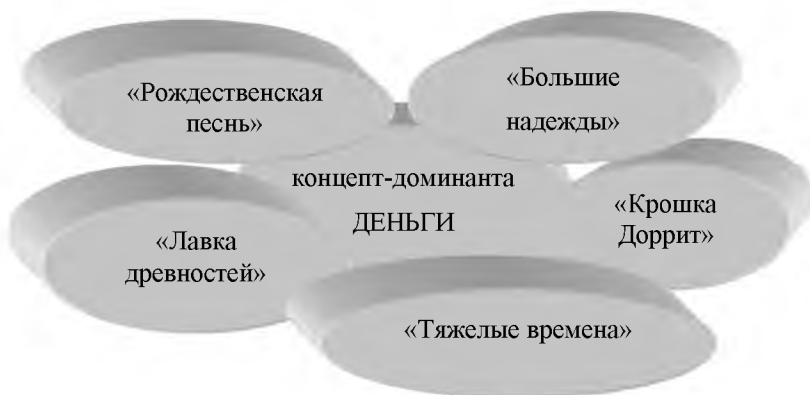 «Рождественская
песнь»
«Большие
надежды»
концепт-доминанта
ДЕНЬГИ
«Крошка
Доррит»
«Лавка
древностей»
«Тяжелые времена»